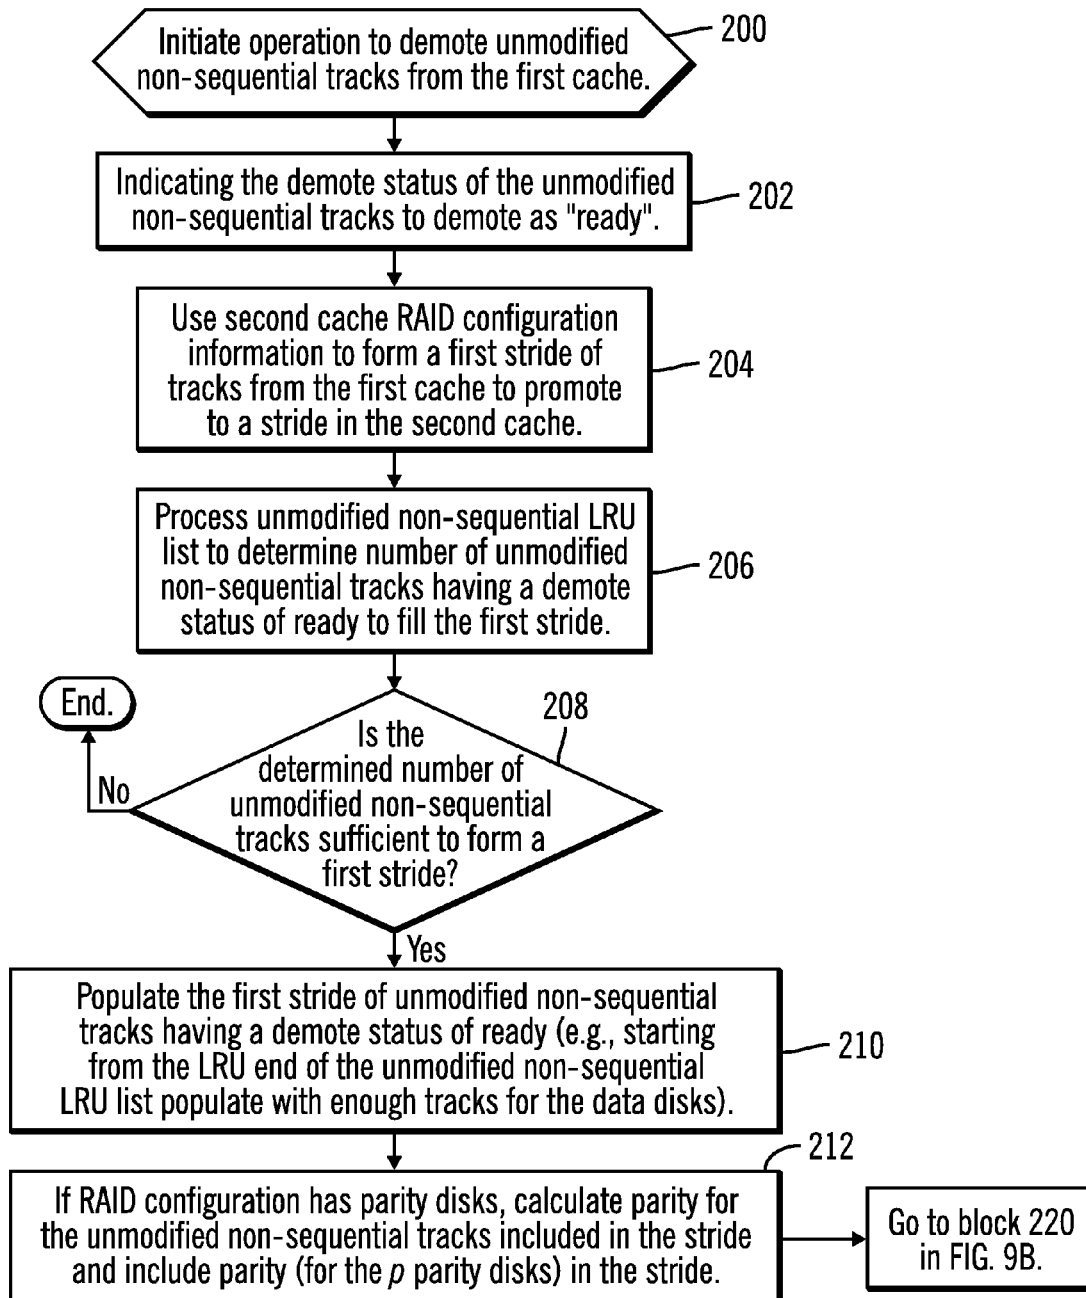 Initiate operation to demote unmodified
non-sequential tracks from the first cache.
200
Indicating the demote status of the unmodified
non-sequential tracks to demote as "ready".
202
Use second cache RAID configuration
information to form a first stride of
tracks from the first cache to promote
to a stride in the second cache.
204
Process unmodified non-sequential LRU
list to determine number of unmodified
non-sequential tracks having a demote
status of ready to fill the first stride.
206
End.
No
208
Is the
determined number of
unmodified non-sequential
tracks sufficient to form a
first stride?
Yes
Populate the first stride of unmodified non-sequential
tracks having a demote status of ready (e.g., starting
from the LRU end of the unmodified non-sequential
LRU list populate with enough tracks for the data disks).
210
212
If RAID configuration has parity disks, calculate parity for
the unmodified non-sequential tracks included in the stride
and include parity (for the p parity disks) in the stride.
Go to block 220
in FIG. 9B.